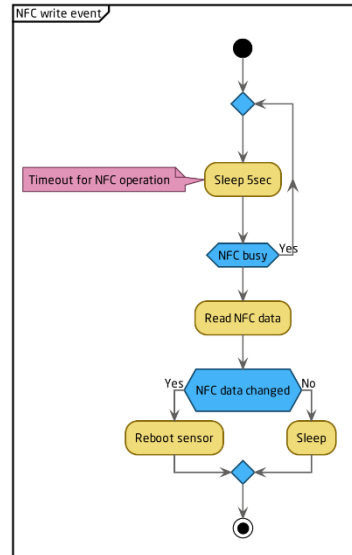 NFC write event
Timeout for NFC operation
Sleep 5sec
NFC busy
Yes
Read NFC data
Yes
NFC data changed
No
Reboot sensor
Sleep